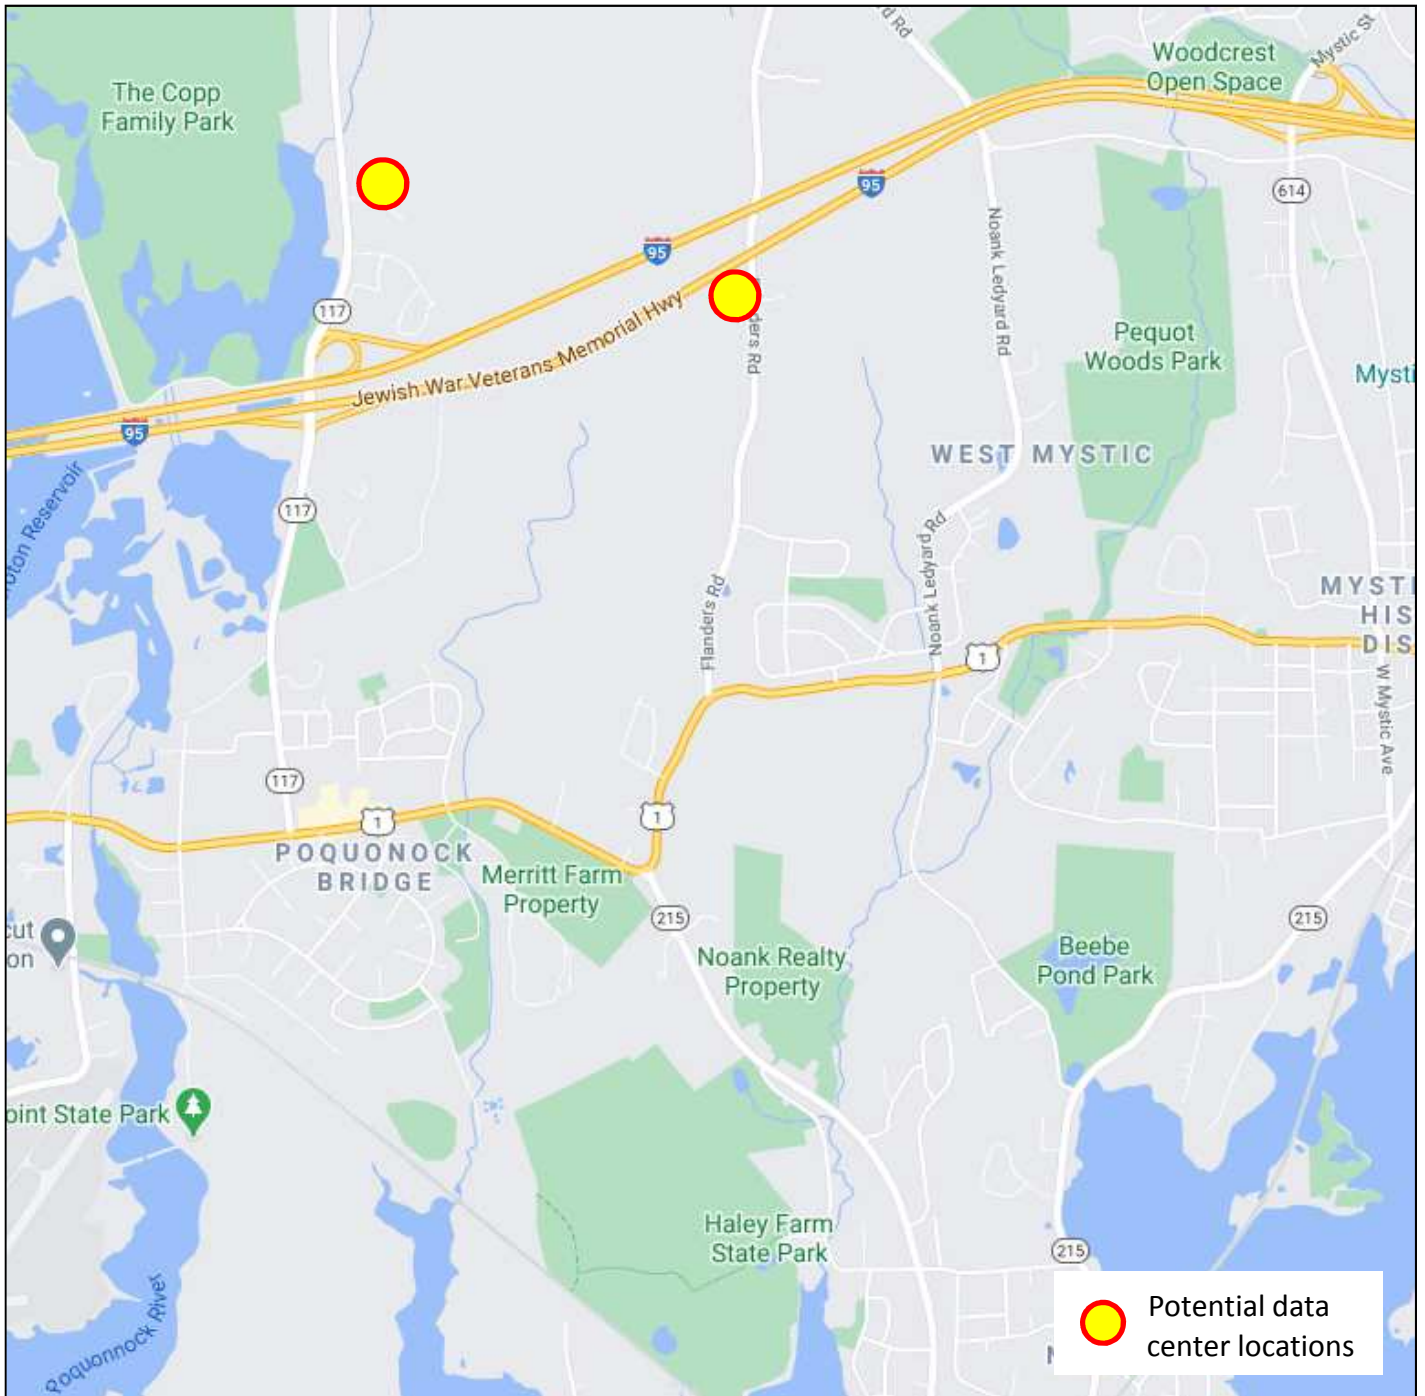 d Rd
Mystic St
Woodcrest
Open Space
The Copp
Family Park
95
614
Noank Ledyard Rd
95
117
Jewish War Veterans Memorial Hwy
ders Rd
Pequot
Woods Park
Mysti
95
WEST MYSTIC
oton Reservoir
117
Noank Ledyard Rd
Flanders Rd
MYSTI
HIS
DIS
1
W Mystic Ave
117
1
1
POQUONOCK
BRIDGE
Merritt Farm
Property
215
215
cut
on
Noank Realty
Property
Beebe
Pond Park
oint State Park
Haley Farm
State Park
215
Poquonnock River
Potential data
center locations